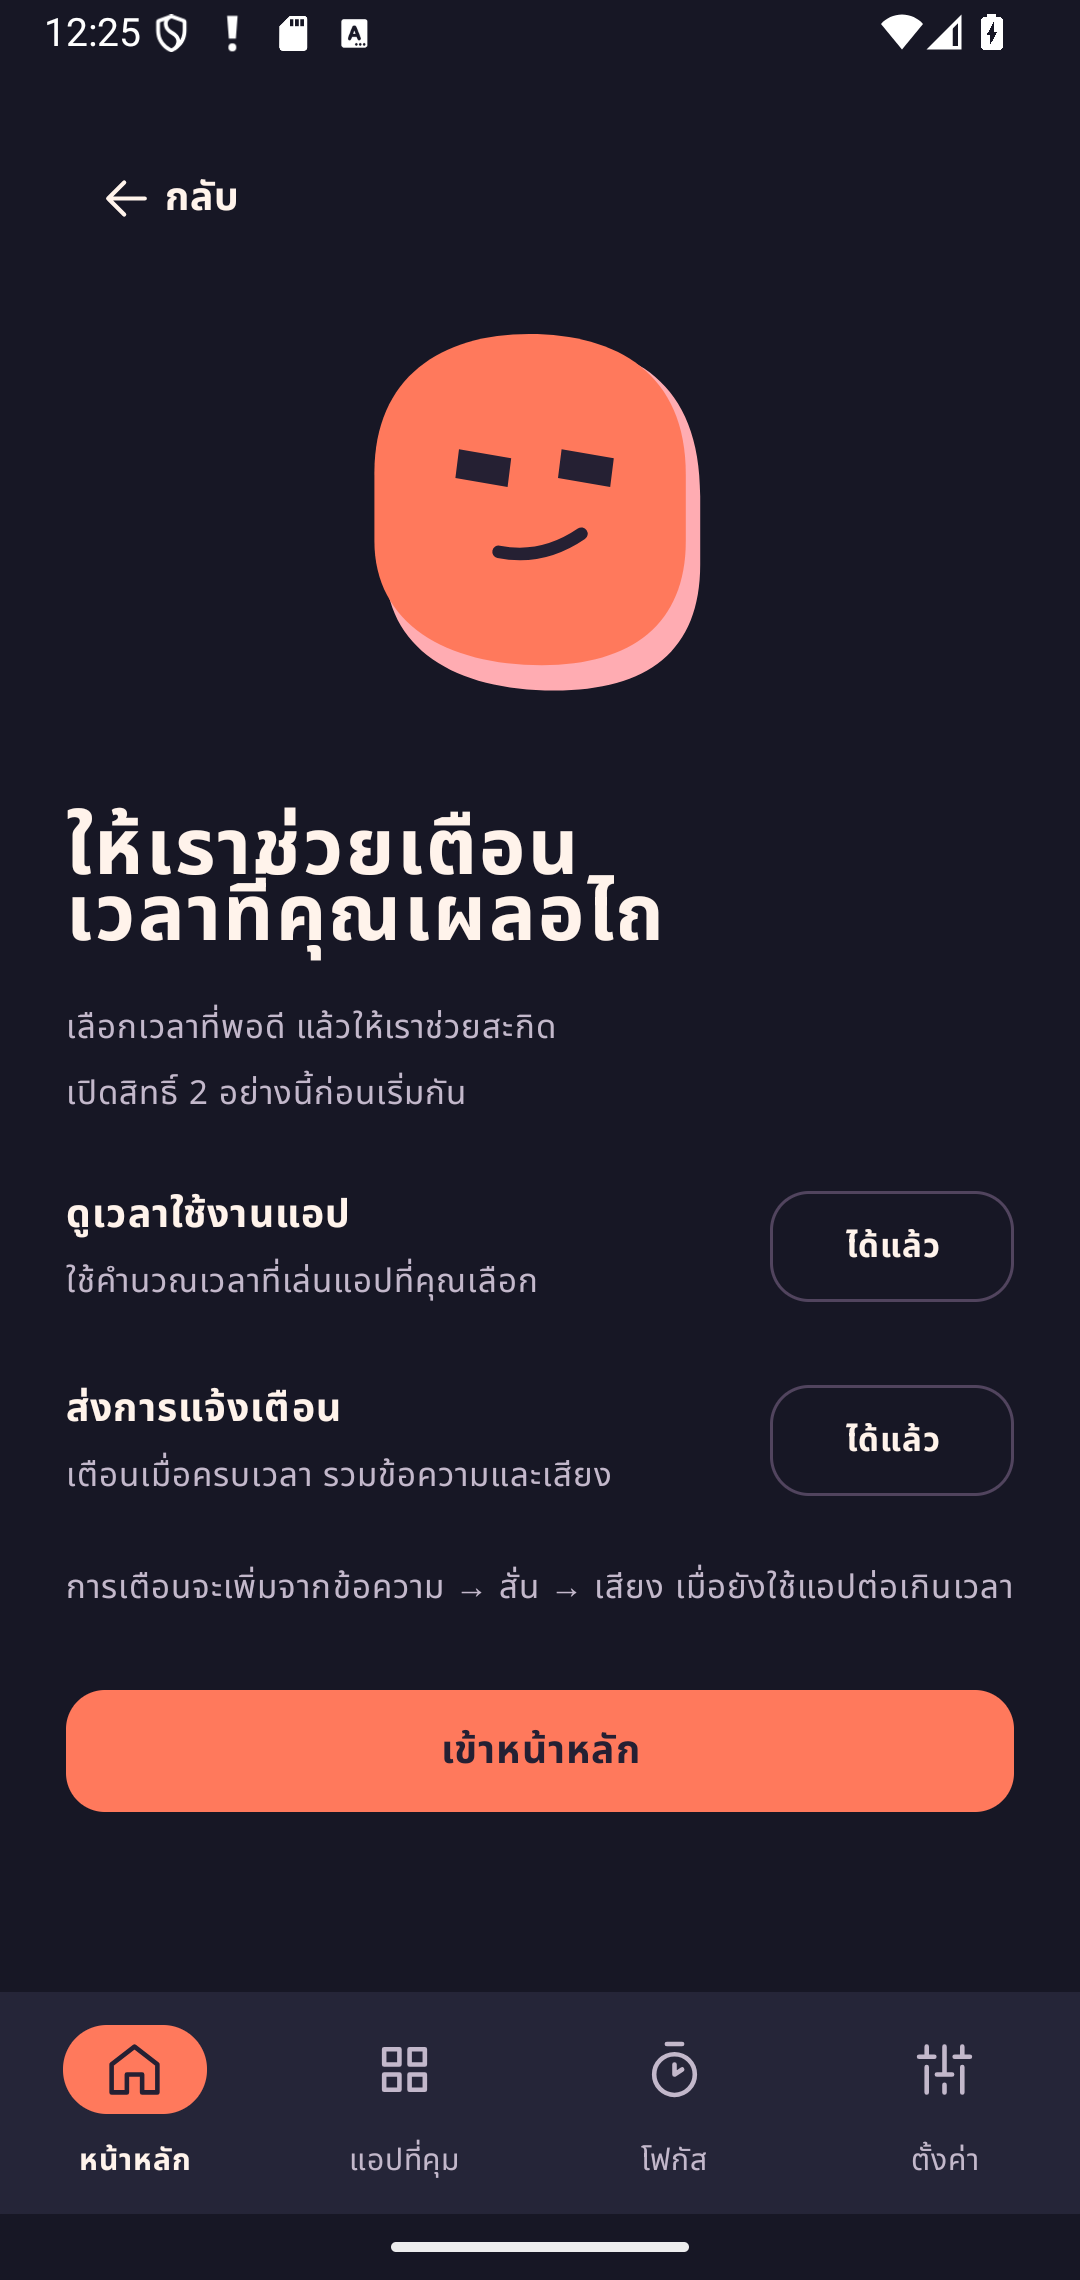 12:25
กลับ
ให้เราช่วยเตือน
เวลาที่คุณเผลอไถ
เลือกเวลาที่พอดี แล้วให้เราช่วยสะกิด
เปิดสิทธิ์ 2 อย่างนี้ก่อนเริ่มกัน
ดูเวลาใช้งานแอป
ได้แล้ว
ใช้คำนวณเวลาที่เล่นแอปที่คุณเลือก
ส่งการแจ้งเตือน
ได้แล้ว
เตือนเมื่อครบเวลา รวมข้อความและเสียง
การเตือนจะเพิ่มจากข้อความ → สั่น → เสียง เมื่อยังใช้แอปต่อเกินเวลา
เข้าหน้าหลัก
หน้าหลัก
แอปที่คุม
โฟกัส
ตั้งค่า